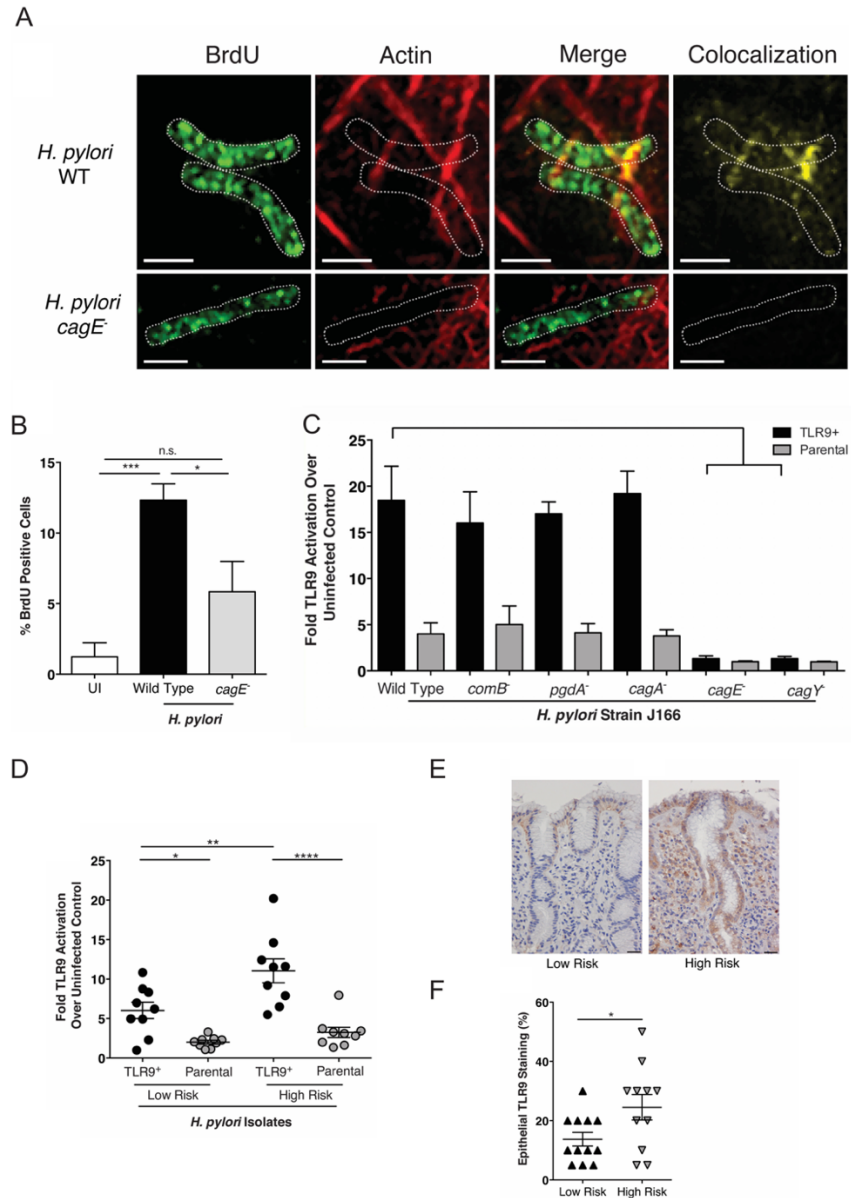 A
BrdU Actin Merge Colocalization
H. pylori
WT
H. pylori
cagE-
B
% BrdU Positive Cells
15
10
5
0
n.s.
*** *
UI Wild Type cagE-
H. pylori
C
Fold TLR9 Activation Over
Uninfected Control
25
20
15
10
5
0
TLR9+
Parental
Wild Type comB- pgdA- cagA- cagE- cagY-
H. pylori Strain J166
D
Fold TLR9 Activation
Over Uninfected Control
25
20
15
10
5
0
**
* ****
TLR9+ Parental TLR9+ Parental
Low Risk High Risk
H. pylori Isolates
E
Low Risk High Risk
F
Epithelial TLR9 Staining (%)
60
40
20
0
*
Low Risk High Risk